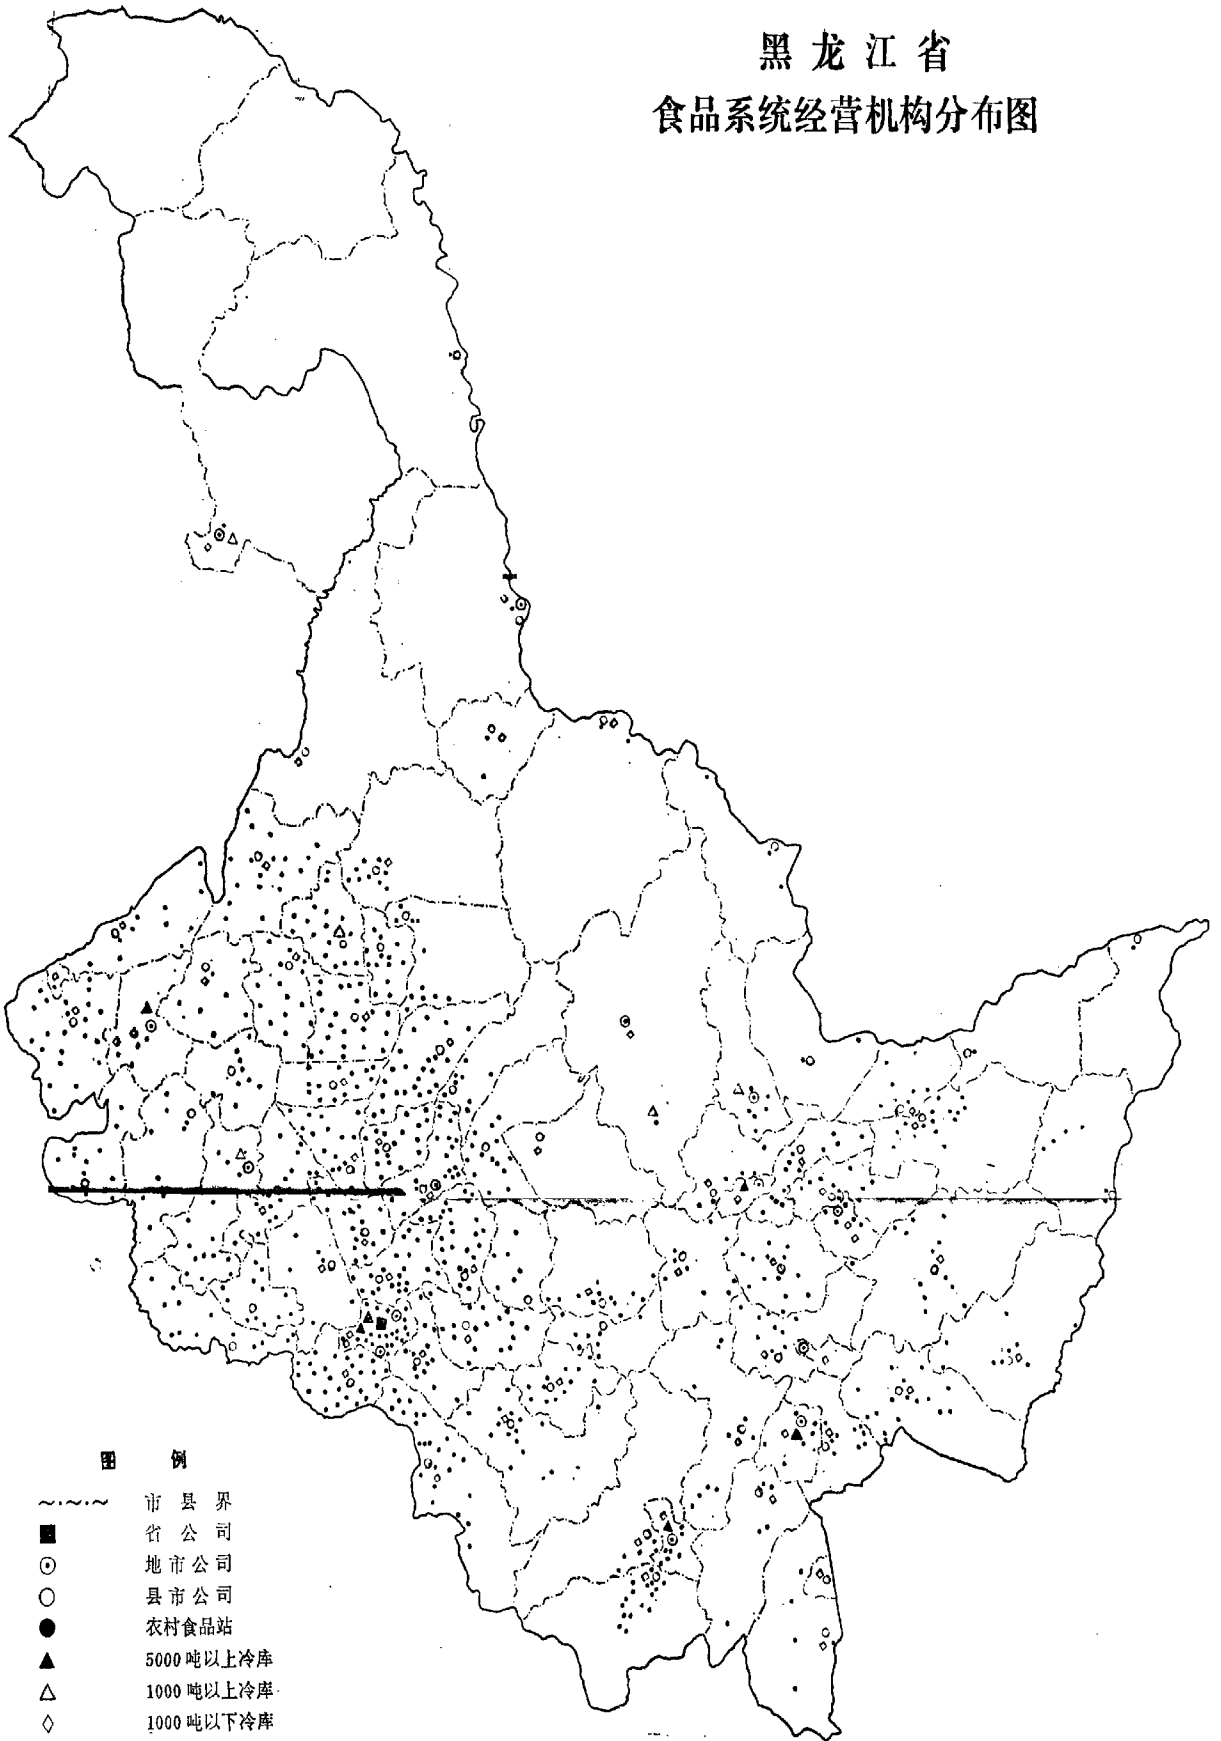 黑龙江省
食品系统经营机构分布图
图 例
市 县 界
省 公 司
地市公司
县市公司
农村食品站
5000吨以上冷库
1000吨以上冷库
1000吨以下冷库